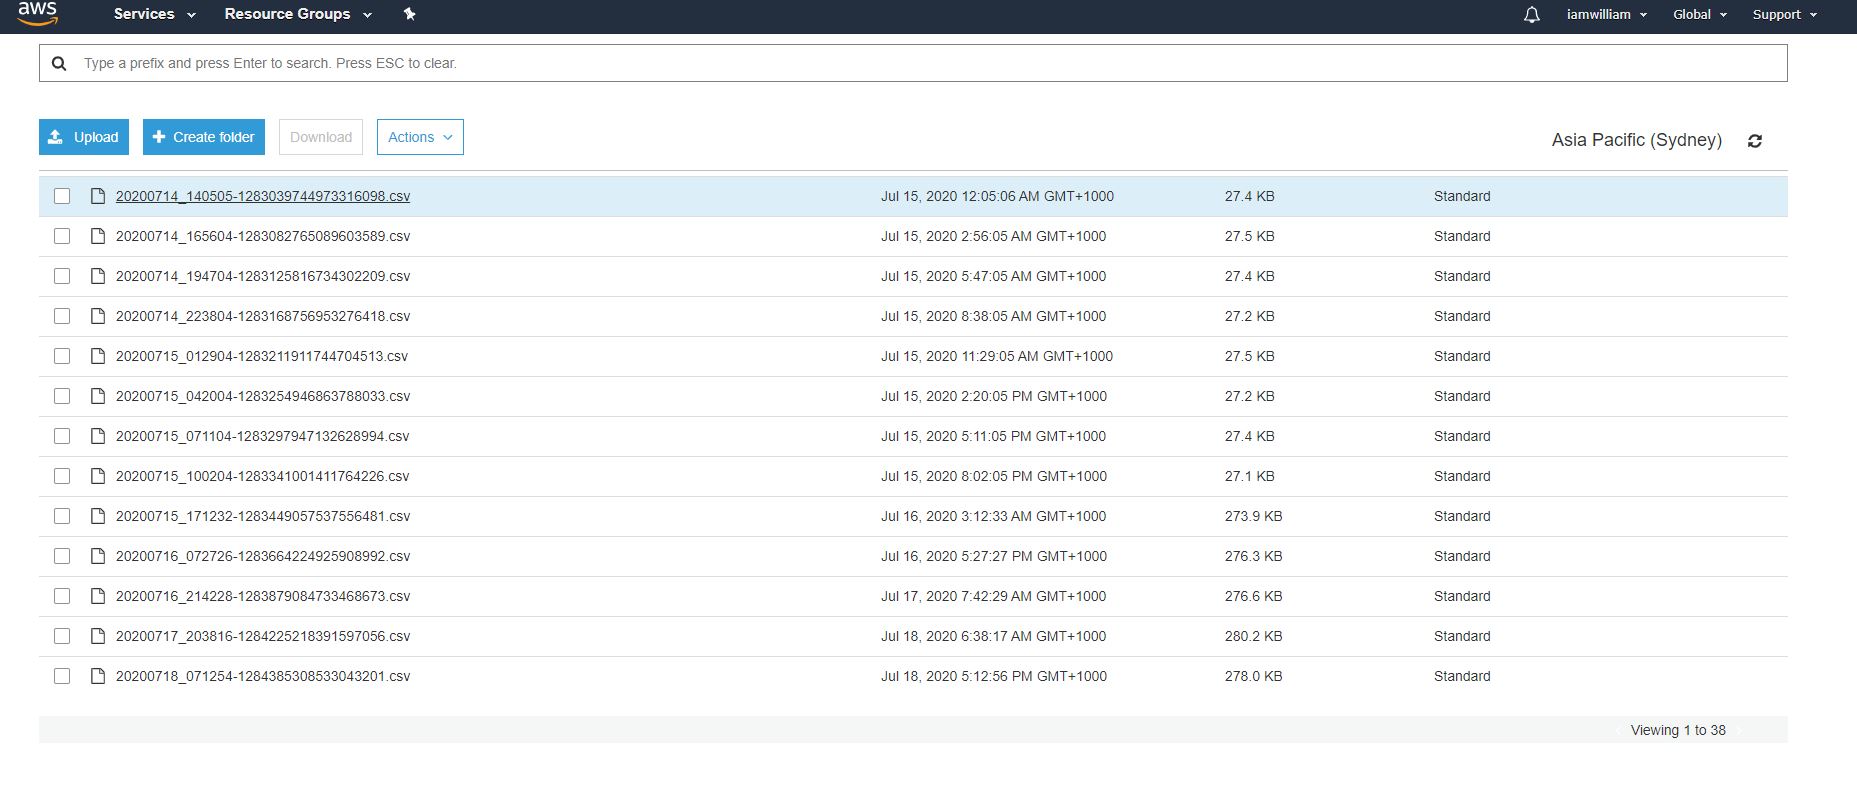 aws Services Resource Groups iamwilliam Global Support
Type a prefix and press Enter to search. Press ESC to clear.
Upload Create folder Download Actions Asia Pacific (Sydney)
20200714_140505-1283039744973316098.csv Jul 15, 2020 12:05:06 AM GMT+1000 27.4 KB Standard
20200714_165604-1283082765089603589.csv Jul 15, 2020 2:56:05 AM GMT+1000 27.5 KB Standard
20200714_194704-1283125816734302209.csv Jul 15, 2020 5:47:05 AM GMT+1000 27.4 KB Standard
20200714_223804-1283168756953276418.csv Jul 15, 2020 8:38:05 AM GMT+1000 27.2 KB Standard
20200715_012904-1283211911744704513.csv Jul 15, 2020 11:29:05 AM GMT+1000 27.5 KB Standard
20200715_042004-1283254946863788033.csv Jul 15, 2020 2:20:05 PM GMT+1000 27.2 KB Standard
20200715_071104-1283297947132628994.csv Jul 15, 2020 5:11:05 PM GMT+1000 27.4 KB Standard
20200715_100204-1283341001411764226.csv Jul 15, 2020 8:02:05 PM GMT+1000 27.1 KB Standard
20200715_171232-1283449057537556481.csv Jul 16, 2020 3:12:33 AM GMT+1000 273.9 KB Standard
20200716_072726-1283664224925908992.csv Jul 16, 2020 5:27:27 PM GMT+1000 276.3 KB Standard
20200716_214228-1283879084733468673.csv Jul 17, 2020 7:42:29 AM GMT+1000 276.6 KB Standard
20200717_203816-1284225218391597056.csv Jul 18, 2020 6:38:17 AM GMT+1000 280.2 KB Standard
20200718_071254-1284385308533043201.csv Jul 18, 2020 5:12:56 PM GMT+1000 278.0 KB Standard
Viewing 1 to 38